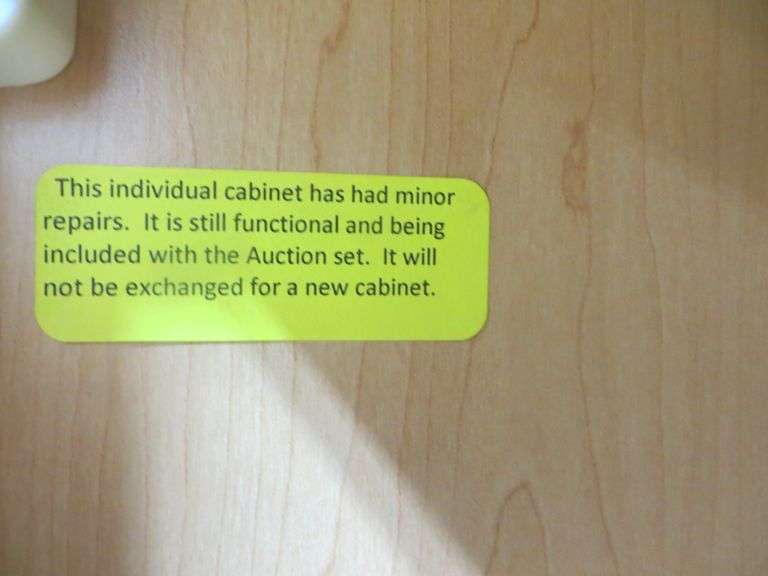 This individual cabinet has had minor
repairs.  It is still functional and being
included with the Auction set.  It will
not be exchanged for a new cabinet.